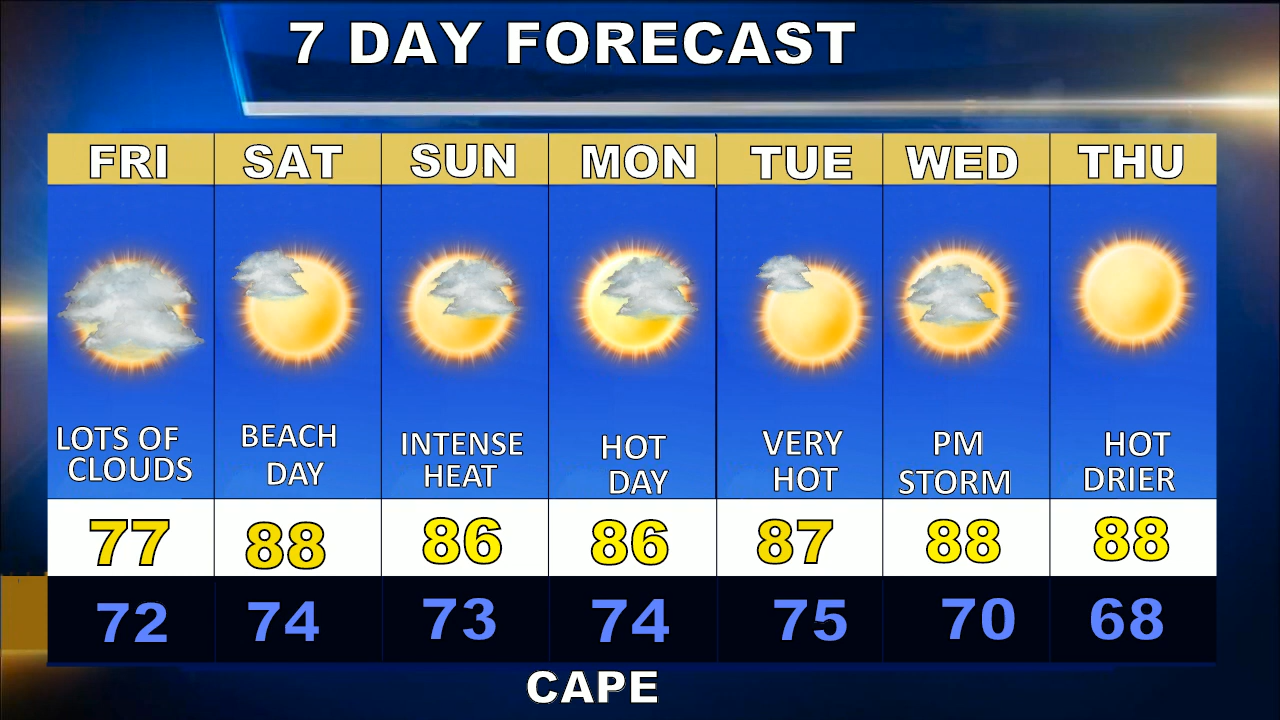 7 DAY FORECAST
FRI SAT SUN MON TUE WED THU
LOTS OF CLOUDS
BEACH DAY
INTENSE HEAT
HOT DAY
VERY HOT
PM STORM
HOT DRIER
77 88 86 86 87 88 88
72 74 73 74 75 70 68
CAPE